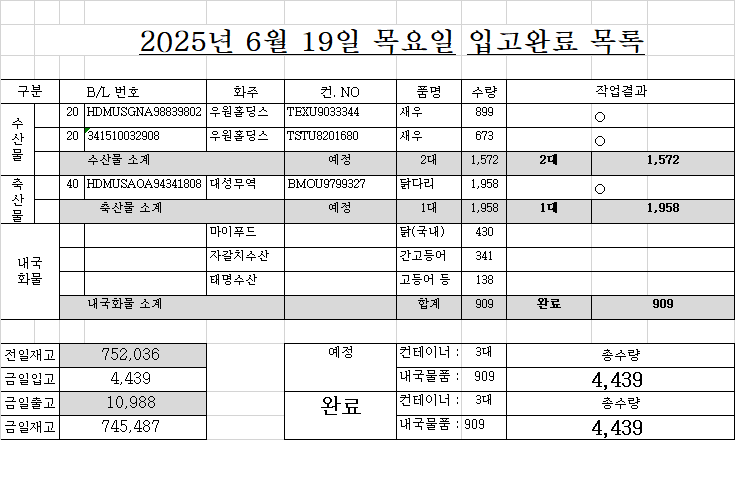 2025년 6월 19일 목요일 입고완료 목록
구분 B/L 번호 화주 컨. NO 품명 수량 작업결과
수산물
20 HDMUSGNA98839802 우원홀딩스 TEXU9033344 새우 899 ○
20 341510032908 우원홀딩스 TSTU8201680 새우 673 ○
수산물 소계 예정 2대 1,572 2대 1,572
축산물
40 HDMUSAOA94341808 대성무역 BMOU9799327 닭다리 1,958 ○
축산물 소계 예정 1대 1,958 1대 1,958
내국
화물
마이푸드 닭(국내) 430
자갈치수산 간고등어 341
태명수산 고등어 등 138
내국화물 소계 합계 909 완료 909
전일재고 752,036 예정 컨테이너 : 3대 총수량
금일입고 4,439 내국물품 : 909 4,439
금일출고 10,988 완료 컨테이너 : 3대 총수량
금일재고 745,487 내국물품 : 909 4,439